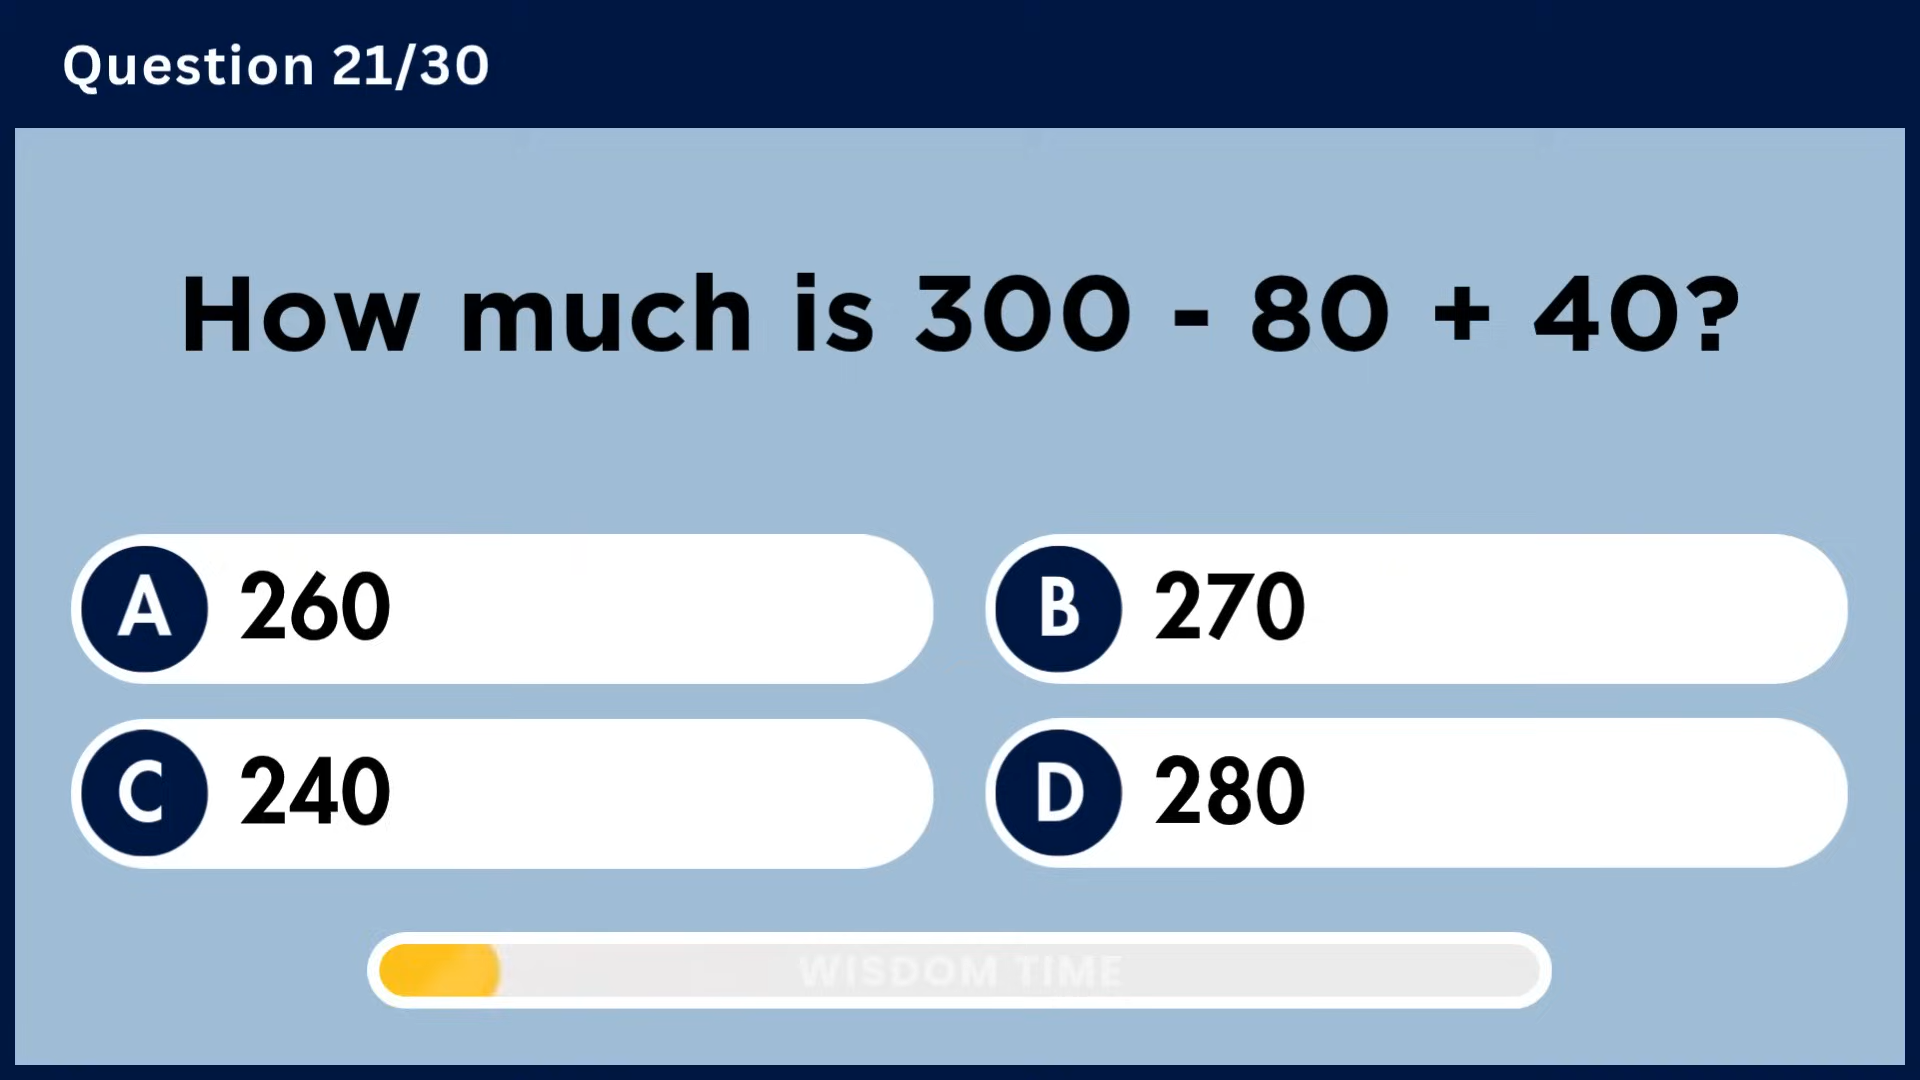 Question 21/30
How much is 300 - 80 + 40?
A 260
B 270
C 240
D 280
WISDOM TIME